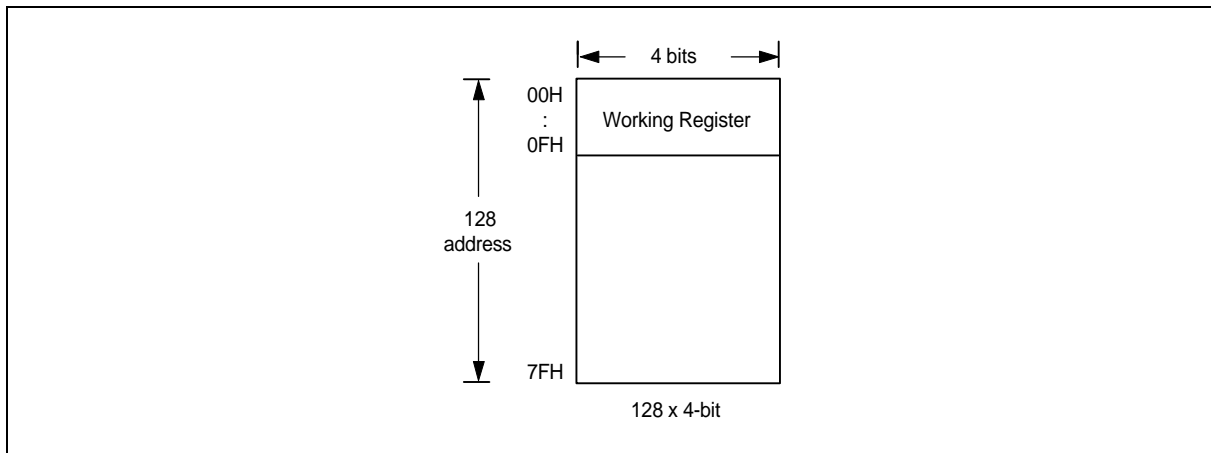 4 bits
00H
:
0FH
Working Register
128
address
7FH
128 x 4-bit